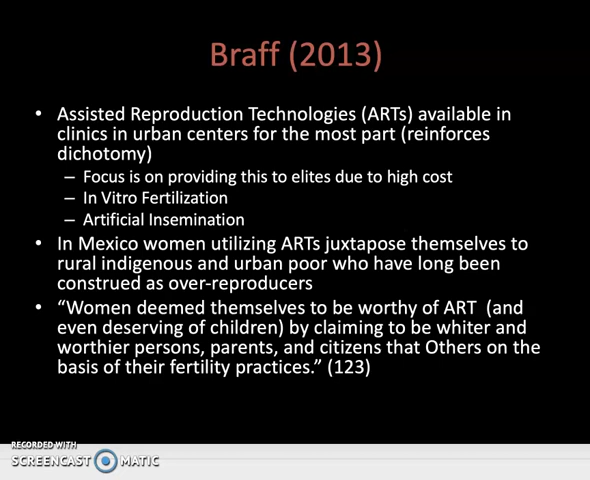 Braff (2013)
• Assisted Reproduction Technologies (ARTs) available in
clinics in urban centers for the most part (reinforces
dichotomy)
– Focus is on providing this to elites due to high cost
– In Vitro Fertilization
– Artificial Insemination
• In Mexico women utilizing ARTs juxtapose themselves to
rural indigenous and urban poor who have long been
construed as over-reproducers
• “Women deemed themselves to be worthy of ART (and
even deserving of children) by claiming to be whiter and
worthier persons, parents, and citizens that Others on the
basis of their fertility practices.” (123)
RECORDED WITH
SCREENCAST MATIC